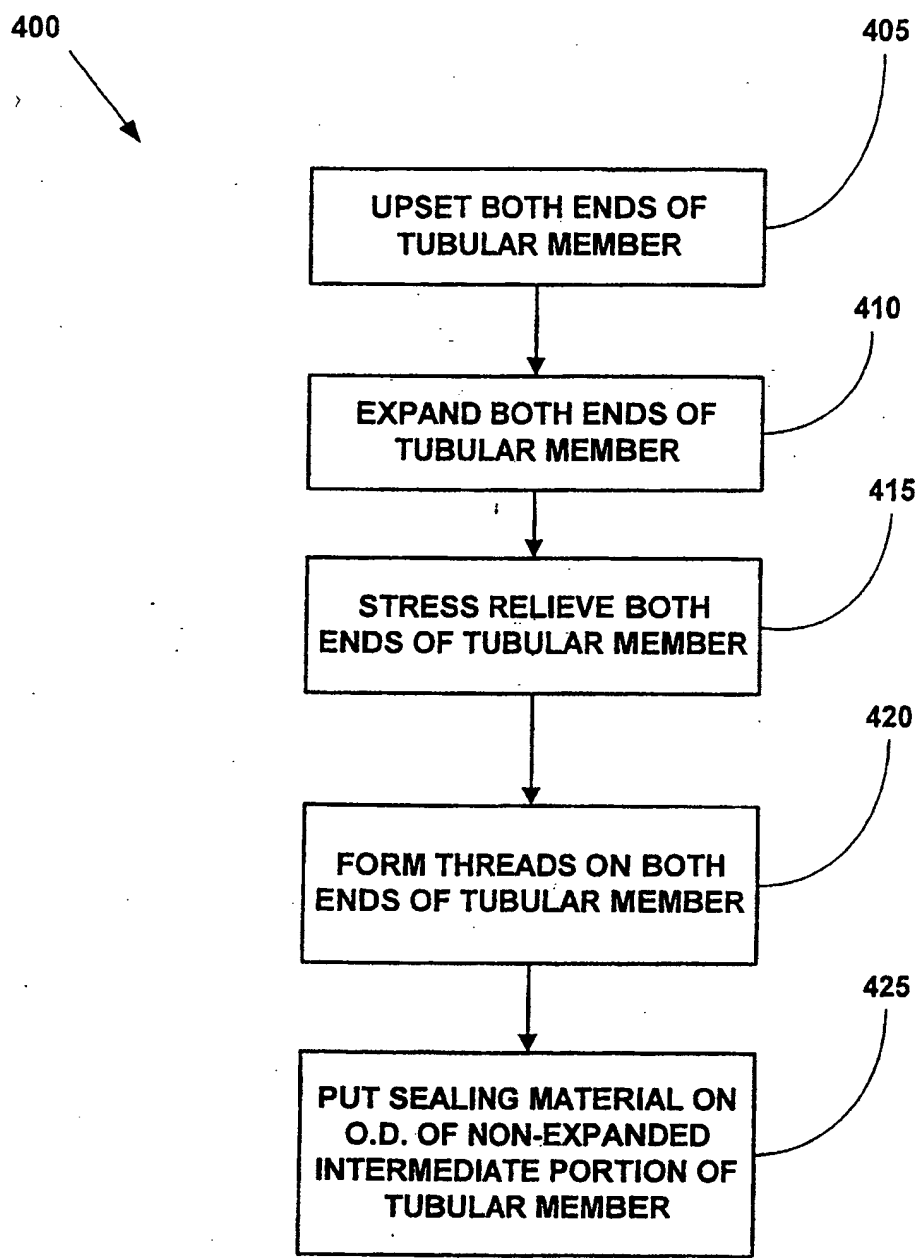 400
405
UPSET BOTH ENDS OF
TUBULAR MEMBER
410
EXPAND BOTH ENDS OF
TUBULAR MEMBER
415
STRESS RELIEVE BOTH
ENDS OF TUBULAR MEMBER
420
FORM THREADS ON BOTH
ENDS OF TUBULAR MEMBER
425
PUT SEALING MATERIAL ON
O.D. OF NON-EXPANDED
INTERMEDIATE PORTION OF
TUBULAR MEMBER